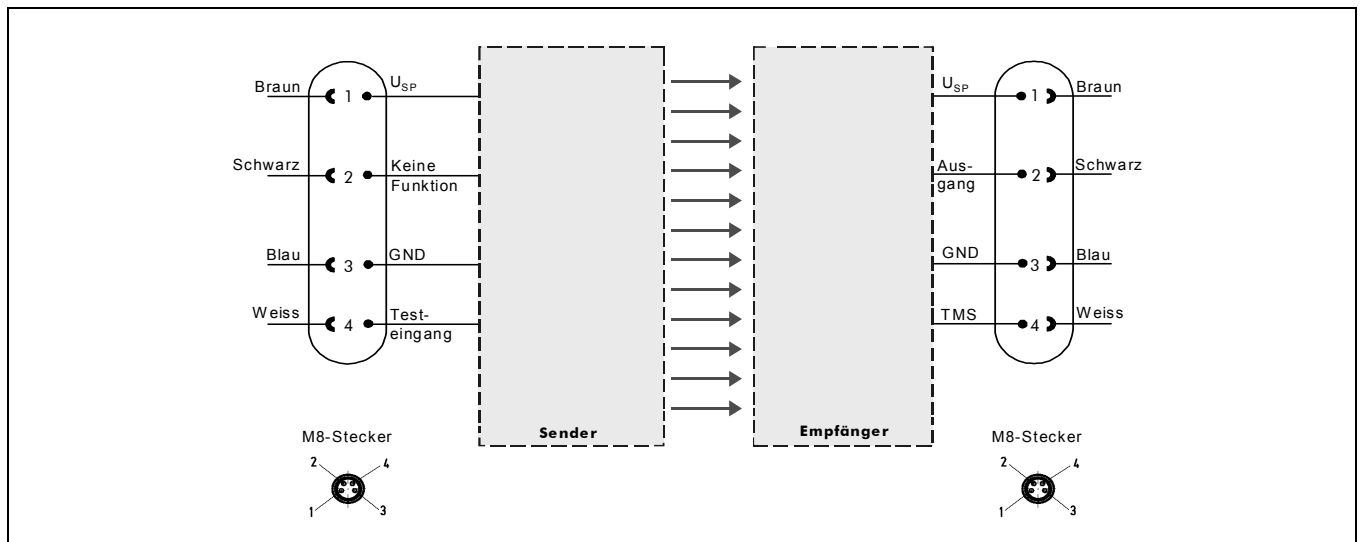 Braun
1
U_SP
Schwarz
2
Keine
Funktion
Blau
3
GND
Weiss
4
Test-
eingang
Sender
M8-Stecker
2
4
1
3
U_SP
1
Braun
Aus-
gang
2
Schwarz
GND
3
Blau
TMS
4
Weiss
Empfänger
M8-Stecker
2
4
1
3